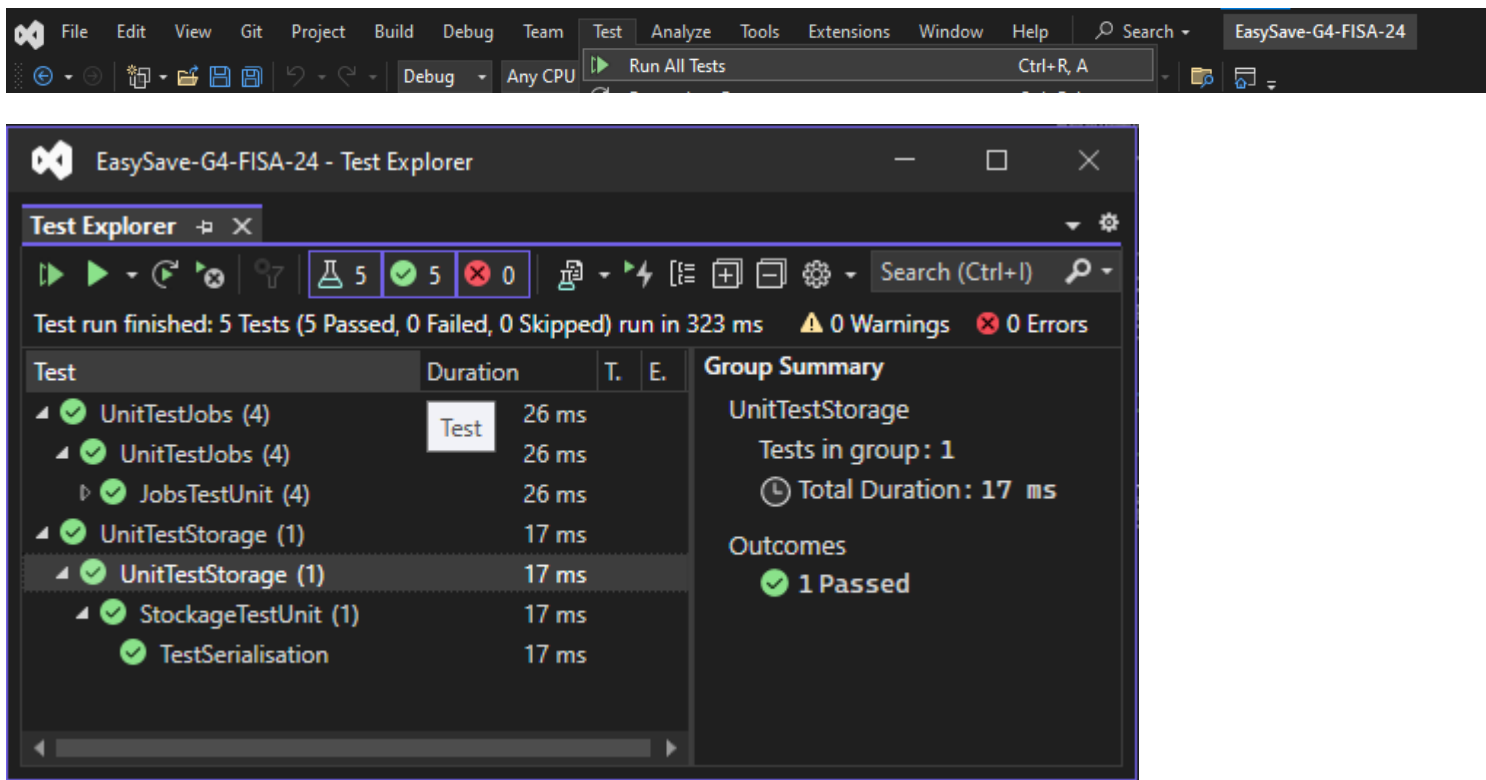 File Edit View Git Project Build Debug Team Test Analyze Tools Extensions Window Help Search EasySave-G4-FISA-24
Debug Any CPU Run All Tests Ctrl+R, A
EasySave-G4-FISA-24 - Test Explorer
Test Explorer
5 5 0 Search (Ctrl+I)
Test run finished: 5 Tests (5 Passed, 0 Failed, 0 Skipped) run in 323 ms 0 Warnings 0 Errors
Test Duration T. E.
UnitTestJobs (4) 26 ms
Test
UnitTestJobs (4) 26 ms
JobsTestUnit (4) 26 ms
UnitTestStorage (1) 17 ms
UnitTestStorage (1) 17 ms
StockageTestUnit (1) 17 ms
TestSerialisation 17 ms
Group Summary
UnitTestStorage
Tests in group: 1
Total Duration: 17 ms
Outcomes
1 Passed